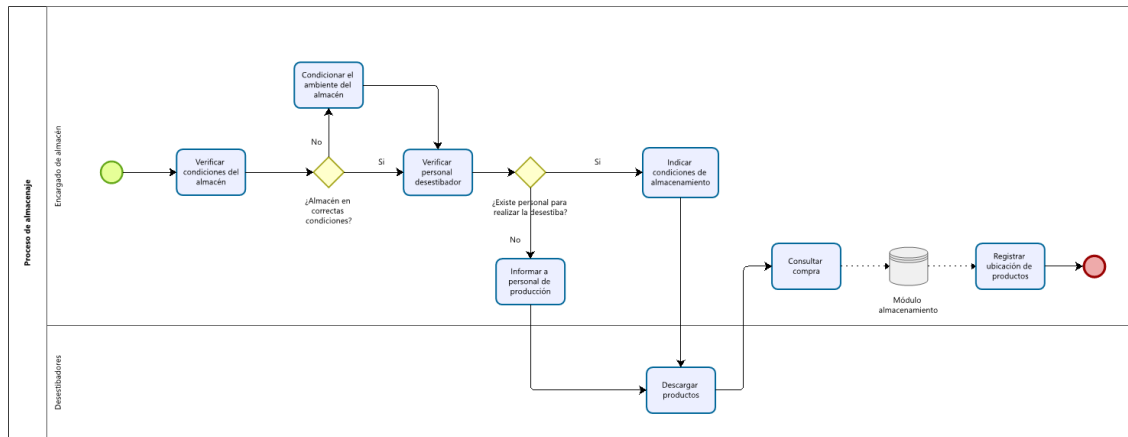 Proceso de almacenaje
Encargado de almacén
Desestibadores
Verificar
condiciones del
almacén
¿Almacén en
correctas
condiciones?
No
Si
Condicionar el
ambiente del
almacén
Verificar
personal
desestibador
¿Existe personal para
realizar la desestiba?
Si
No
Indicar
condiciones de
almacenamiento
Informar a
personal de
producción
Descargar
productos
Consultar
compra
Módulo
almacenamiento
Registrar
ubicación de
productos